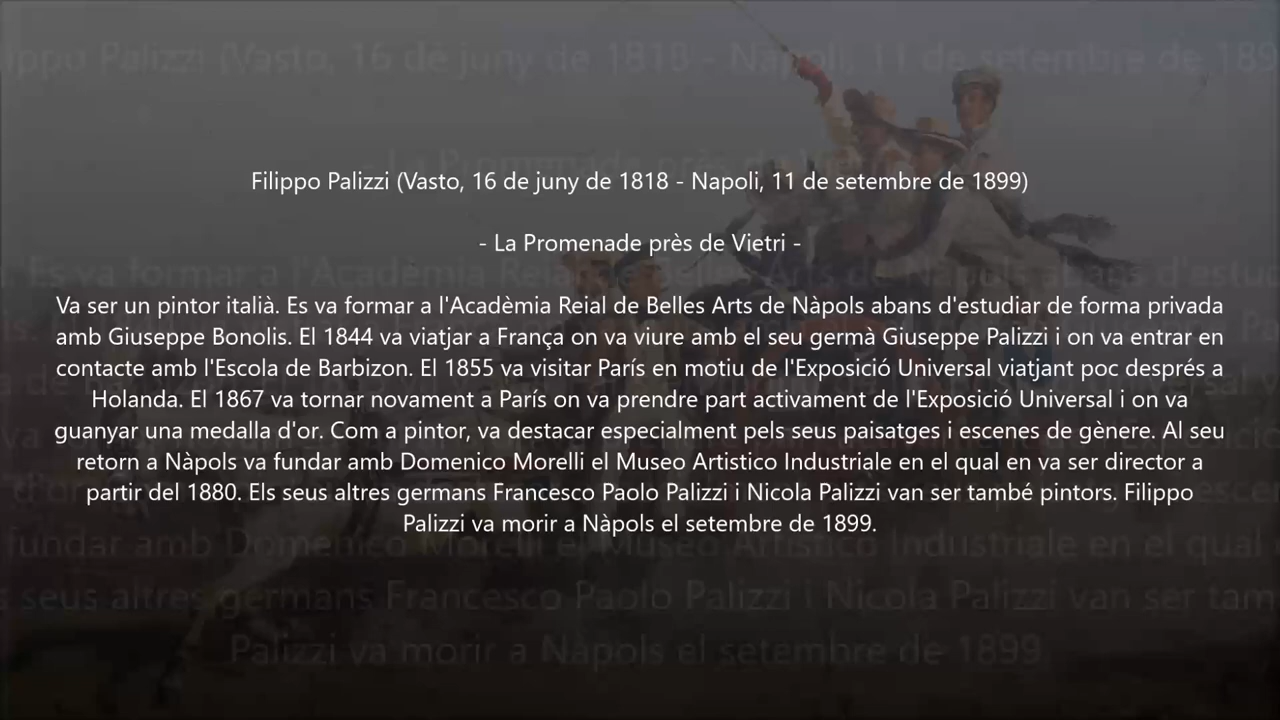 Filippo Palizzi (Vasto, 16 de juny de 1818 - Napoli, 11 de setembre de 1899)
- La Promenade près de Vietri -
Va ser un pintor italià. Es va formar a l'Acadèmia Reial de Belles Arts de Nàpols abans d'estudiar de forma privada
amb Giuseppe Bonolis. El 1844 va viatjar a França on va viure amb el seu germà Giuseppe Palizzi i on va entrar en
contacte amb l'Escola de Barbizon. El 1855 va visitar París en motiu de l'Exposició Universal viatjant poc després a
Holanda. El 1867 va tornar novament a París on va prendre part activament de l'Exposició Universal i on va
guanyar una medalla d'or. Com a pintor, va destacar especialment pels seus paisatges i escenes de gènere. Al seu
retorn a Nàpols va fundar amb Domenico Morelli el Museo Artistico Industriale en el qual en va ser director a
partir del 1880. Els seus altres germans Francesco Paolo Palizzi i Nicola Palizzi van ser també pintors. Filippo
Palizzi va morir a Nàpols el setembre de 1899.